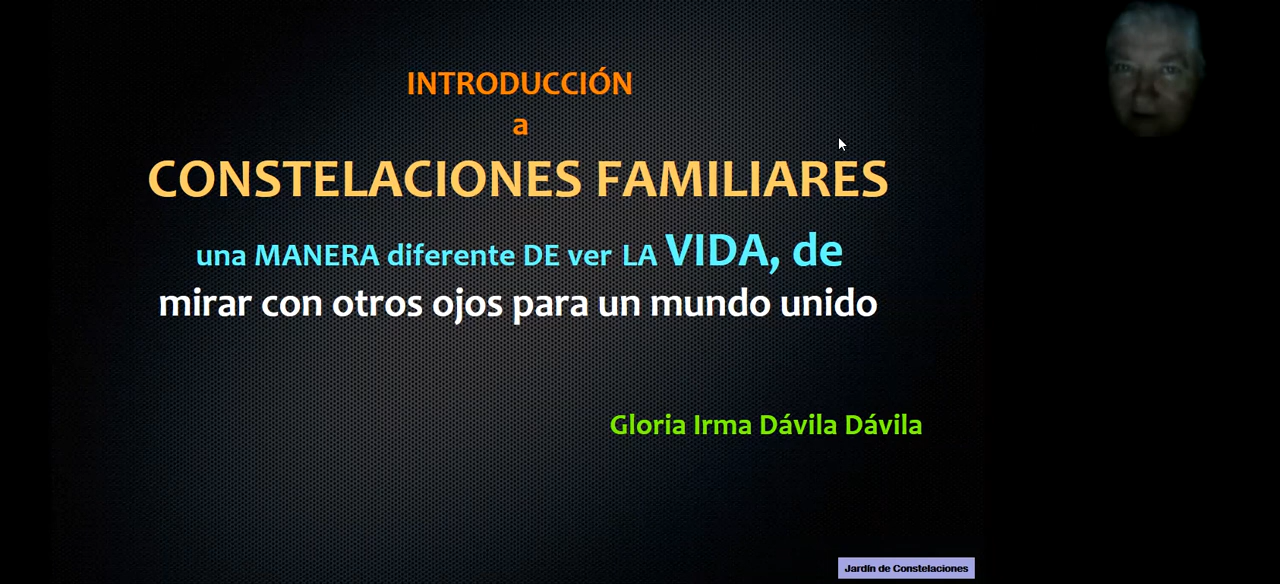 INTRODUCCIÓN
a
CONSTELACIONES FAMILIARES
una MANERA diferente DE ver LA VIDA, de
mirar con otros ojos para un mundo unido
Gloria Irma Dávila Dávila
Jardín de Constelaciones